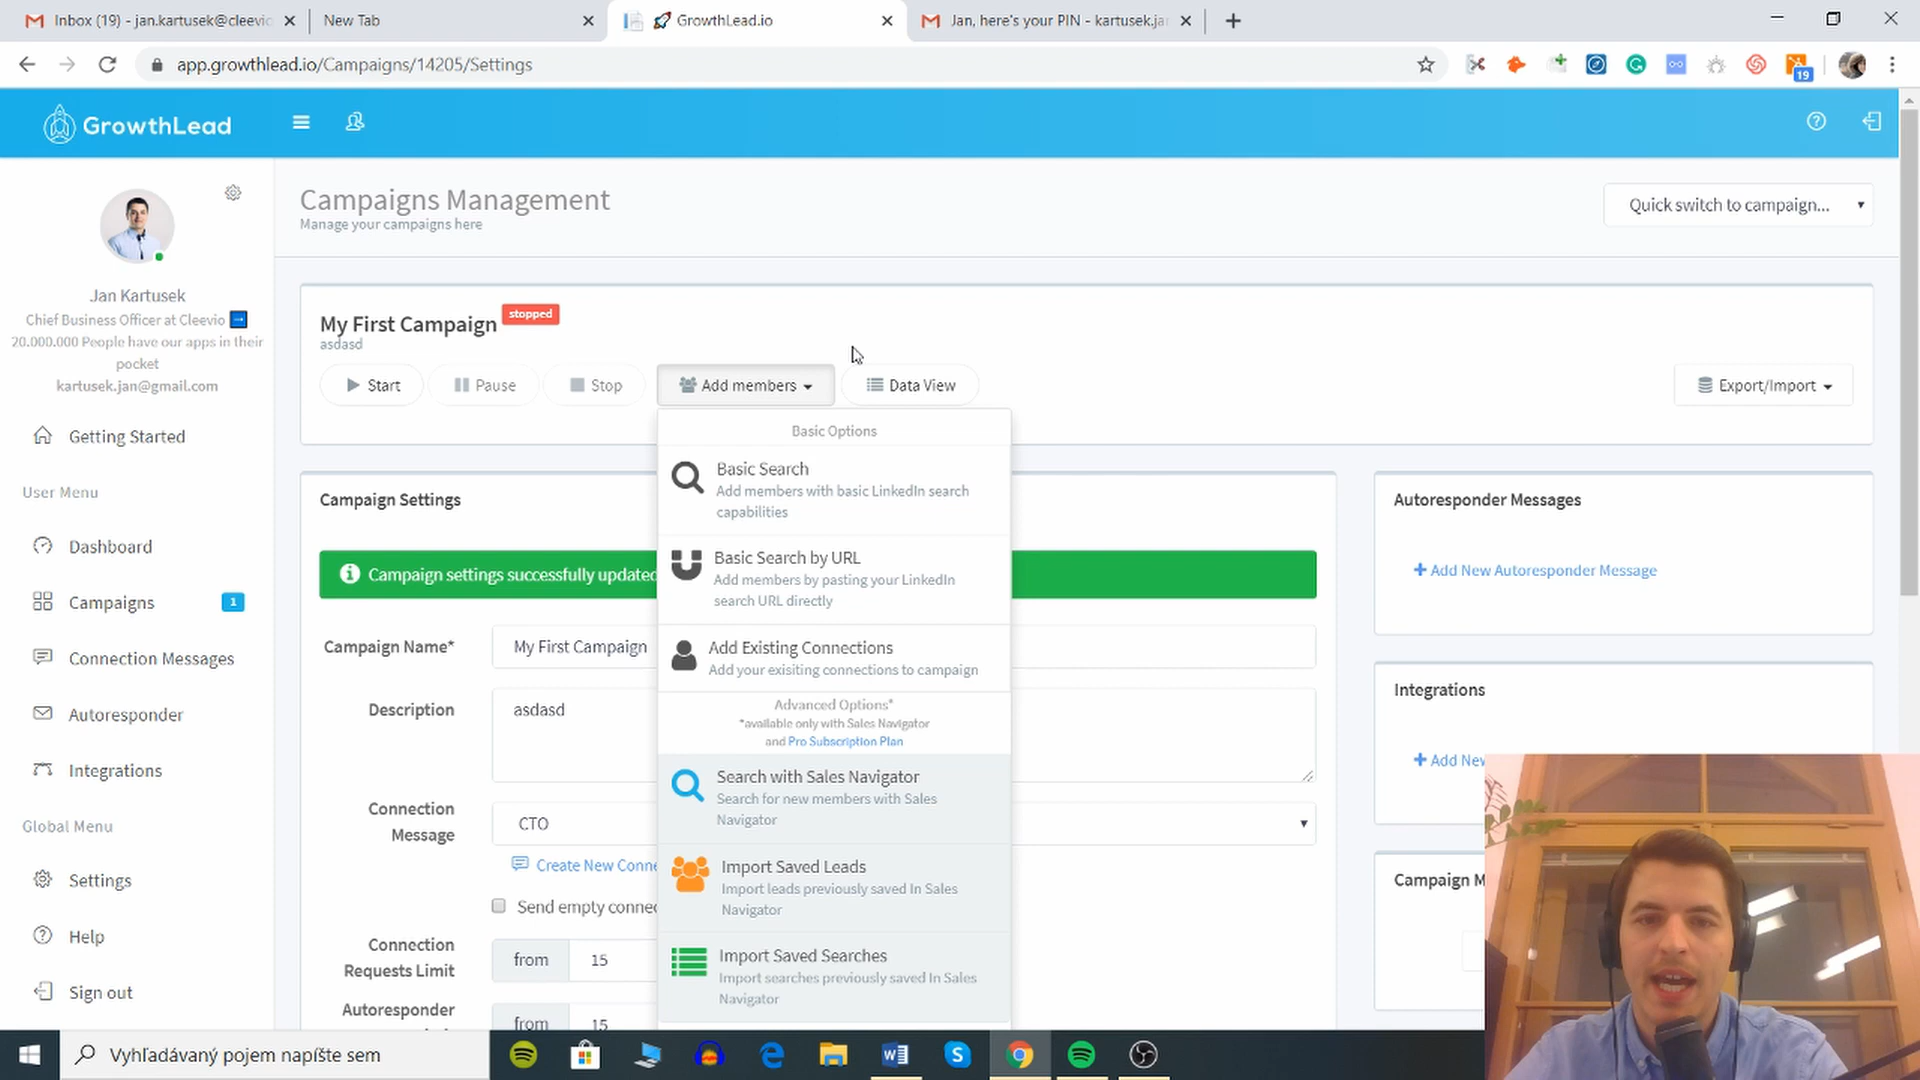 Inbox (19) - jan.kartusek@cleevio
New Tab
GrowthLead.io
Jan, here's your PIN - kartusek.ja
app.growthlead.io/Campaigns/14205/Settings
19
GrowthLead
Jan Kartusek
Chief Business Officer at Cleevio
20.000.000 People have our apps in their
pocket
kartusek.jan@gmail.com
Getting Started
User Menu
Dashboard
Campaigns
1
Connection Messages
Autoresponder
Integrations
Global Menu
Settings
Help
Sign out
Campaigns Management
Manage your campaigns here
Quick switch to campaign...
My First Campaign
stopped
asdasd
Start
Pause
Stop
Add members
Data View
Export/Import
Basic Options
Basic Search
Add members with basic LinkedIn search
capabilities
Basic Search by URL
Add members by pasting your LinkedIn
search URL directly
Add Existing Connections
Add your exisiting connections to campaign
Advanced Options*
*available only with Sales Navigator
and Pro Subscription Plan
Search with Sales Navigator
Search for new members with Sales
Navigator
Import Saved Leads
Import leads previously saved In Sales
Navigator
Import Saved Searches
Import searches previously saved In Sales
Navigator
Campaign Settings
Campaign settings successfully updated
Campaign Name*
My First Campaign
Description
asdasd
Connection
Message
CTO
Create New Conne
Send empty connec
Connection
Requests Limit
from
15
Autoresponder
from
15
Autoresponder Messages
Add New Autoresponder Message
Integrations
Add New
Campaign M
Vyhľadávaný pojem napíšte sem